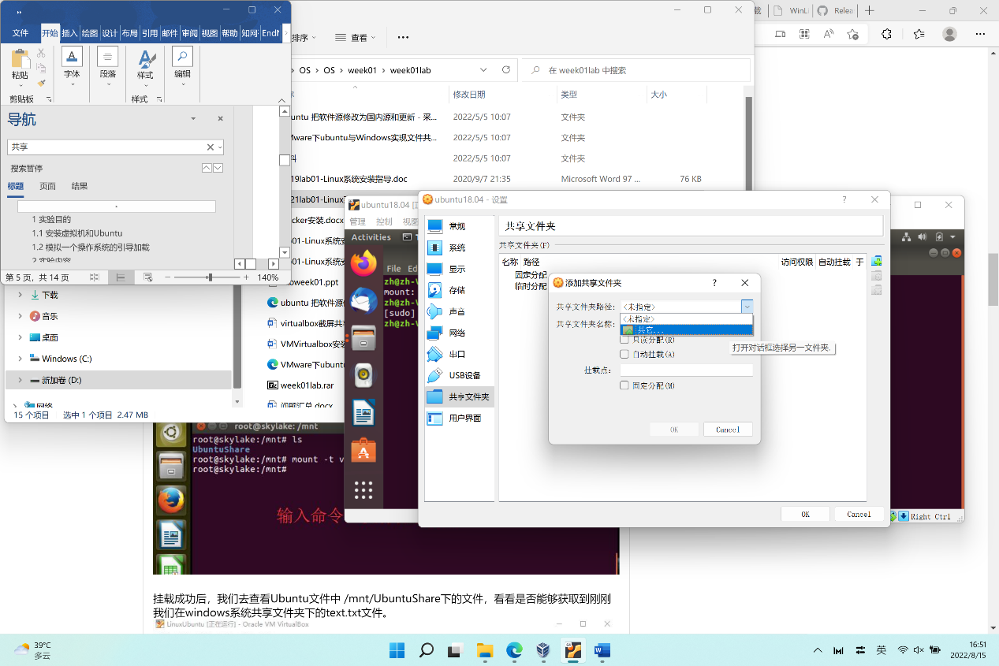 文件 开始 插入 绘图 设计 布局 引用 邮件 审阅 视图 帮助 知网 EndN
粘贴
字体
段落
样式
编辑
剪贴板
样式
导航
共享
搜索暂停
标题 页面 结果
1 实验目的
1.1 安装虚拟机和Ubuntu
1.2 模拟一个操作系统的引导加载
2 实验内容
第 5 页，共 14 页
140%
排序
查看
OS > OS > week01 > week01lab
在 week01lab 中搜索
修改日期 类型 大小
untu 把软件源修改为国内源和更新 - 采... 2022/5/5 10:07 文件夹
Mware下ubuntu与Windows实现文件共... 2022/5/5 10:07 文件夹
料 2022/5/5 10:07 文件夹
19lab01-Linux系统安装指导.doc 2020/9/7 21:35 Microsoft Word 97 ... 76 KB
21lab01-Linux
cker安装.docx
01-Linux系统安
01-Linux系统安
bweek01.ppt
ubuntu 把软件源
virtualbox截屏共享
VMVirtualbox安装
VMware下ubuntu
week01lab.rar
问题汇总.docx
下载
音乐
桌面
Windows (C:)
新加卷 (D:)
网络
15 个项目 选中 1 个项目 2.47 MB
WinLi
Relea
ubuntu18.04 [正
管理 控制 视图
Activities
File Ed
zh@zh-V
mount:
zh@zh-V
[sudo]
zh@zh-V
Right Ctrl
ubuntu18.04 - 设置
常规
系统
显示
存储
声音
网络
串口
USB设备
共享文件夹
用户界面
共享文件夹
共享文件夹(F)
名称 路径 访问权限 自动挂载 于
固定分配
临时分配
OK Cancel
添加共享文件夹
共享文件夹路径: <未指定>
<未指定>
共享文件夹名称: 其它...
只读分配(R)
自动挂载(A)
挂载点:
固定分配(M)
OK Cancel
打开对话框选择另一文件夹.
root@skylake: /mnt
root@skylake:/mnt# ls
UbuntuShare
root@skylake:/mnt# mount -t v
root@skylake:/mnt#
输入命令
挂载成功后，我们去查看Ubuntu文件中 /mnt/UbuntuShare下的文件，看看是否能够获取到刚刚
我们在windows系统共享文件夹下的text.txt文件。
LinuxUbuntu [正在运行] - Oracle VM VirtualBox
39°C
多云
英
16:51
2022/8/15